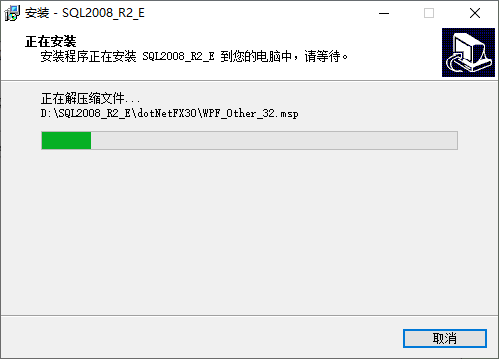 安装 - SQL2008_R2_E
正在安装
安装程序正在安装 SQL2008_R2_E 到您的电脑中，请等待。
正在解压缩文件...
D:\SQL2008_R2_E\dotNetFX30\WPF_Other_32.msp
取消